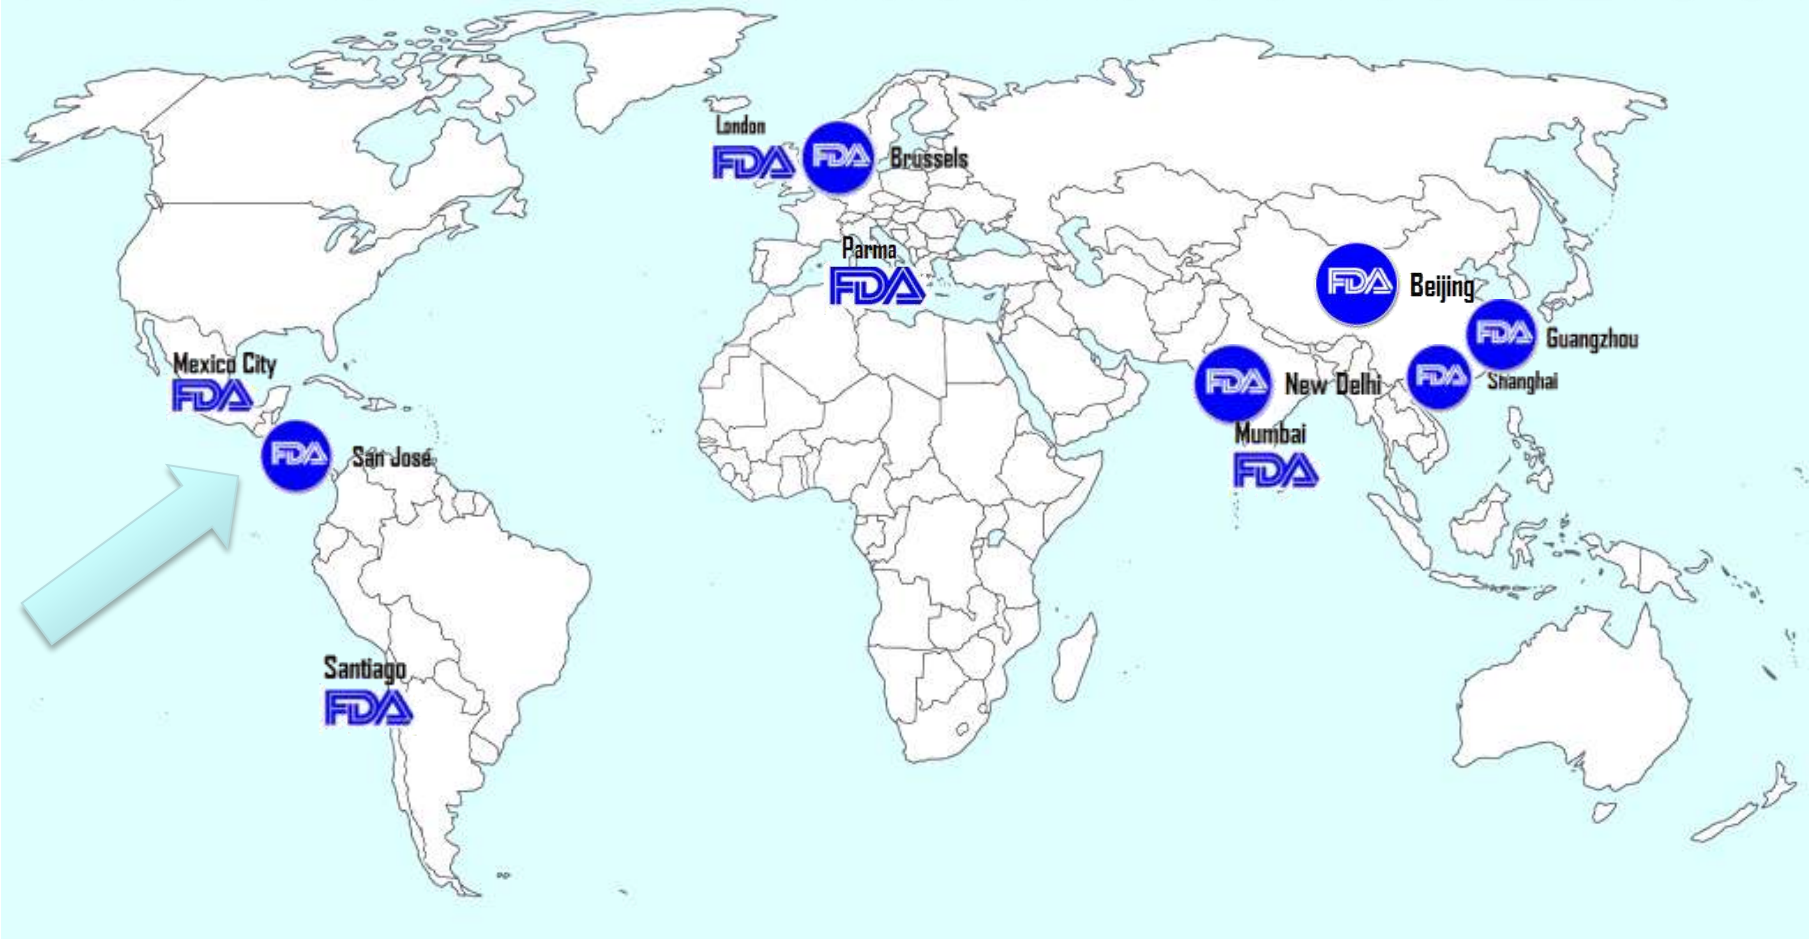 London
FDA
FDA
Brussels
Parma
FDA
FDA
Beijing
FDA
Guangzhou
Mexico City
FDA
FDA
New Delhi
FDA
Shanghai
Mumbai
FDA
FDA
San José
Santiago
FDA